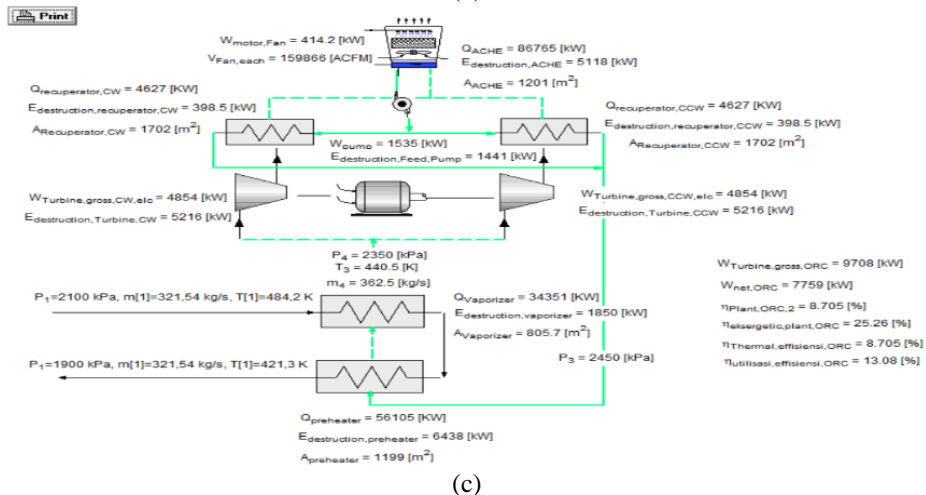 Print
W_motor,Fan = 414.2 [kW]
V_Fan,each = 159866 [ACFM]
Q_ACHE = 86765 [kW]
E_destruction,ACHE = 5118 [kW]
A_ACHE = 1201 [m²]
Q_recuperator,CW = 4627 [KW]
E_destruction,recuperator,CW = 398.5 [kW]
A_Recuperator,CW = 1702 [m²]
Q_recuperator,CCW = 4627 [KW]
E_destruction,recuperator,CCW = 398.5 [kW]
A_Recuperator,CCW = 1702 [m²]
W_pump = 1535 [kW]
E_destruction,Feed,Pump = 1441 [kW]
W_Turbine,gross,CW,elc = 4854 [kW]
E_destruction,Turbine,CW = 5216 [kW]
W_Turbine,gross,CCW,elc = 4854 [kW]
E_destruction,Turbine,CCW = 5216 [kW]
P_4 = 2350 [kPa]
T_3 = 440.5 [K]
m_4 = 362.5 [kg/s]
P_1=2100 kPa, m[1]=321,54 kg/s, T[1]=484,2 K
Q_Vaporizer = 34351 [KW]
E_destruction,vaporizer = 1850 [kW]
A_Vaporizer = 805.7 [m²]
P_1=1900 kPa, m[1]=321,54 kg/s, T[1]=421,3 K
P_3 = 2450 [kPa]
Q_preheater = 56105 [KW]
E_destruction,preheater = 6438 [kW]
A_preheater = 1199 [m²]
W_Turbine,gross,ORC = 9708 [kW]
W_net,ORC = 7759 [kW]
η_Plant,ORC,2 = 8.705 [%]
η_eksergetic,plant,ORC = 25.26 [%]
η_Thermal,effisiensi,ORC = 8.705 [%]
η_utilisasi,effisiensi,ORC = 13.08 [%]
(c)